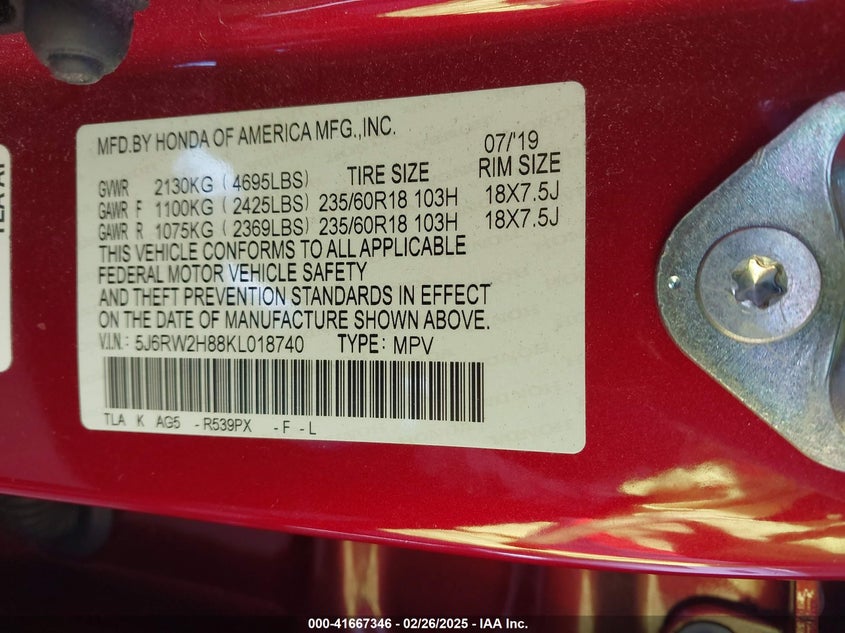 MFD.BY HONDA OF AMERICA MFG.,INC.
07/'19
TIRE SIZE RIM SIZE
GVWR 2130KG (4695LBS)
GAWR F 1100KG (2425LBS) 235/60R18 103H 18X7.5J
GAWR R 1075KG (2369LBS) 235/60R18 103H 18X7.5J
THIS VEHICLE CONFORMS TO ALL APPLICABLE
FEDERAL MOTOR VEHICLE SAFETY
AND THEFT PREVENTION STANDARDS IN EFFECT
ON THE DATE OF MANUFACTURE SHOWN ABOVE.
V.I.N.: 5J6RW2H88KL018740 TYPE: MPV
TLA K AG5 - R539PX - F - L
000-41667346 - 02/26/2025 - IAA Inc.